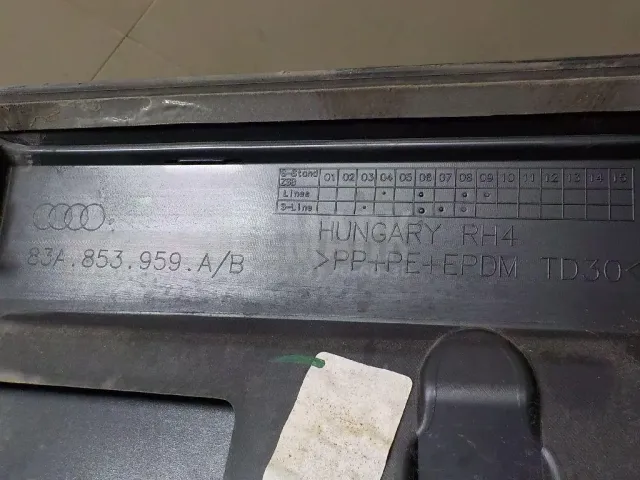 G-Stand 01 02 03 04 05 06 07 08 09 10 11 12 13 14 15
ZSB
Lines
S-Line
HUNGARY RH4
83A.853.959.A/B
>PP+PE+EPDM TD30<